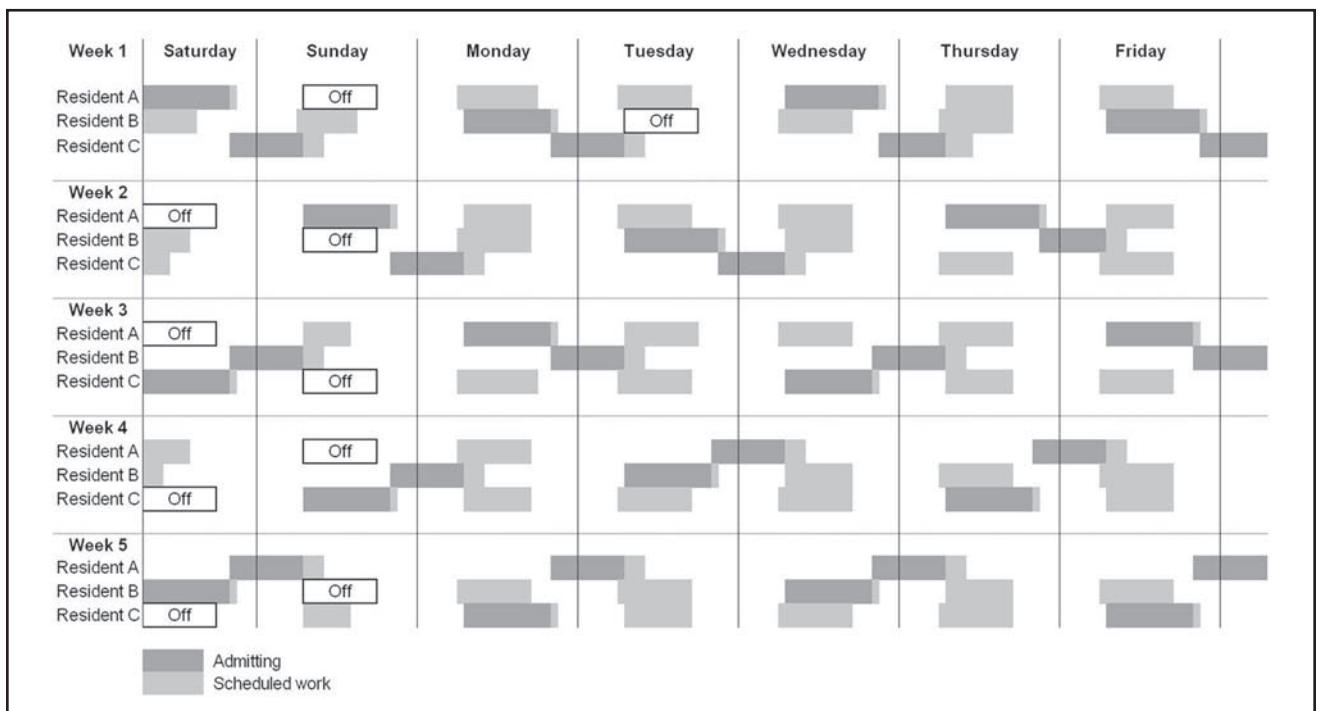 Week 1 Saturday Sunday Monday Tuesday Wednesday Thursday Friday
Resident A Off
Resident B Off
Resident C
Week 2
Resident A Off
Resident B Off
Resident C
Week 3
Resident A Off
Resident B
Resident C Off
Week 4
Resident A Off
Resident B
Resident C Off
Week 5
Resident A
Resident B Off
Resident C Off
Admitting
Scheduled work